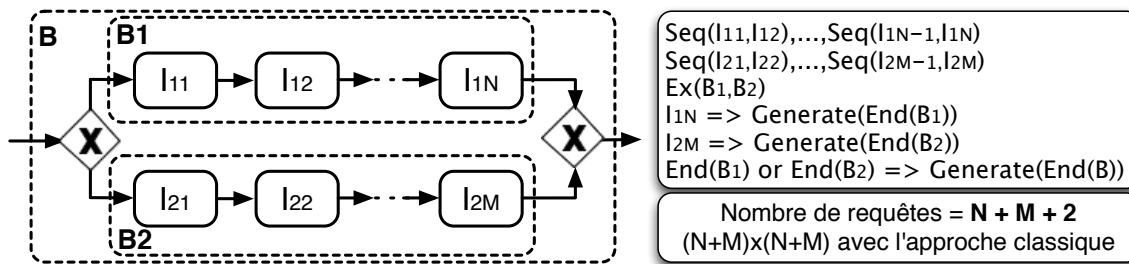 B
B1
I11
I12
I1N
X
X
I21
I22
I2M
B2
Seq(I11,I12),...,Seq(I1N-1,I1N)
Seq(I21,I22),...,Seq(I2M-1,I2M)
Ex(B1,B2)
I1N => Generate(End(B1))
I2M => Generate(End(B2))
End(B1) or End(B2) => Generate(End(B))
Nombre de requêtes = N + M + 2
(N+M)x(N+M) avec l'approche classique